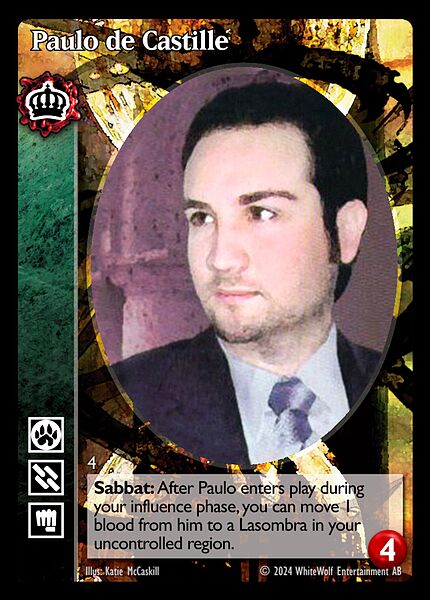 Paulo de Castille
4
Sabbat: After Paulo enters play during
your influence phase, you can move 1
blood from him to a Lasombra in your
uncontrolled region.
4
Illus: Katie McCaskill © 2024 WhiteWolf Entertainment AB